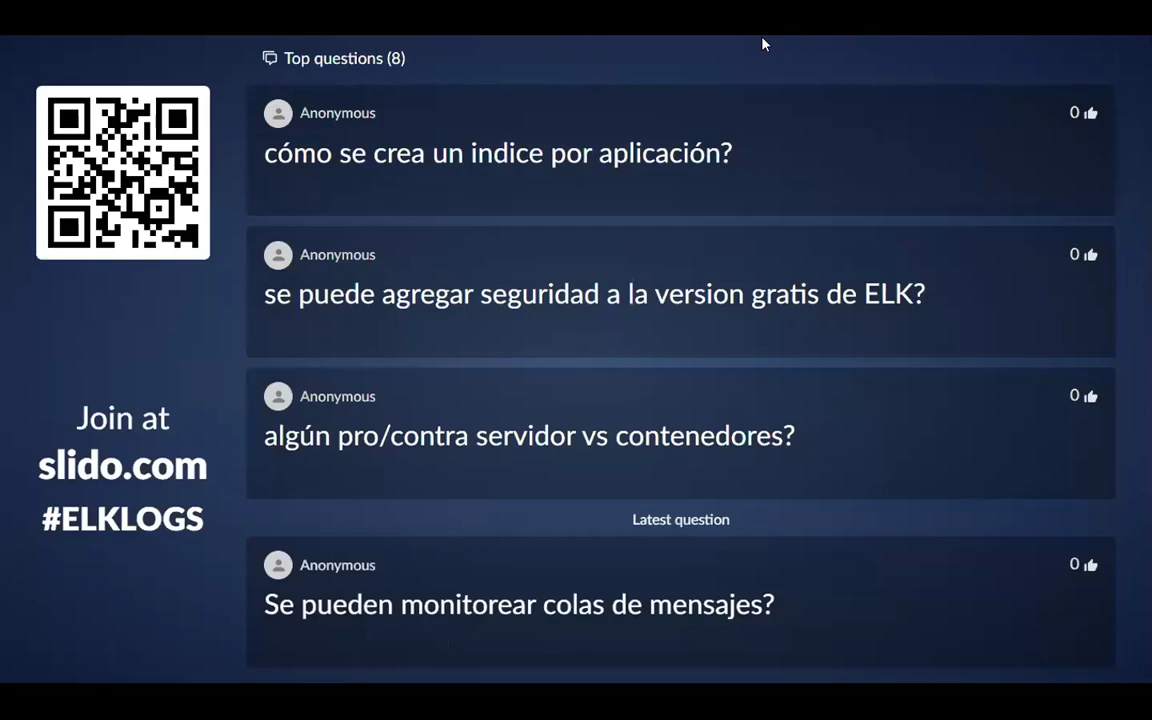 Top questions (8)
Anonymous
0
cómo se crea un indice por aplicación?
Anonymous
0
se puede agregar seguridad a la version gratis de ELK?
Anonymous
0
algún pro/contra servidor vs contenedores?
Latest question
Anonymous
0
Se pueden monitorear colas de mensajes?
Join at
slido.com
#ELKLOGS